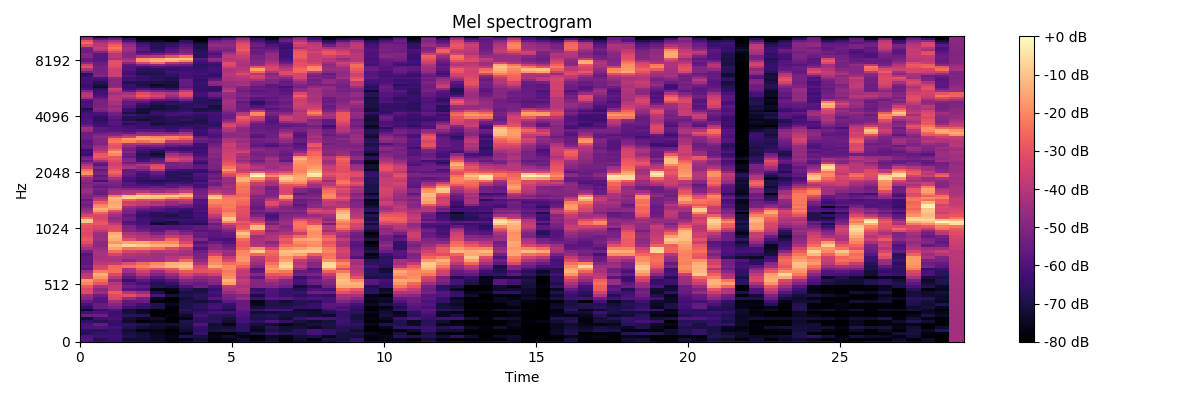 Mel spectrogram
Hz
8192
4096
2048
1024
512
0
0 5 10 15 20 25
Time
+0 dB
-10 dB
-20 dB
-30 dB
-40 dB
-50 dB
-60 dB
-70 dB
-80 dB